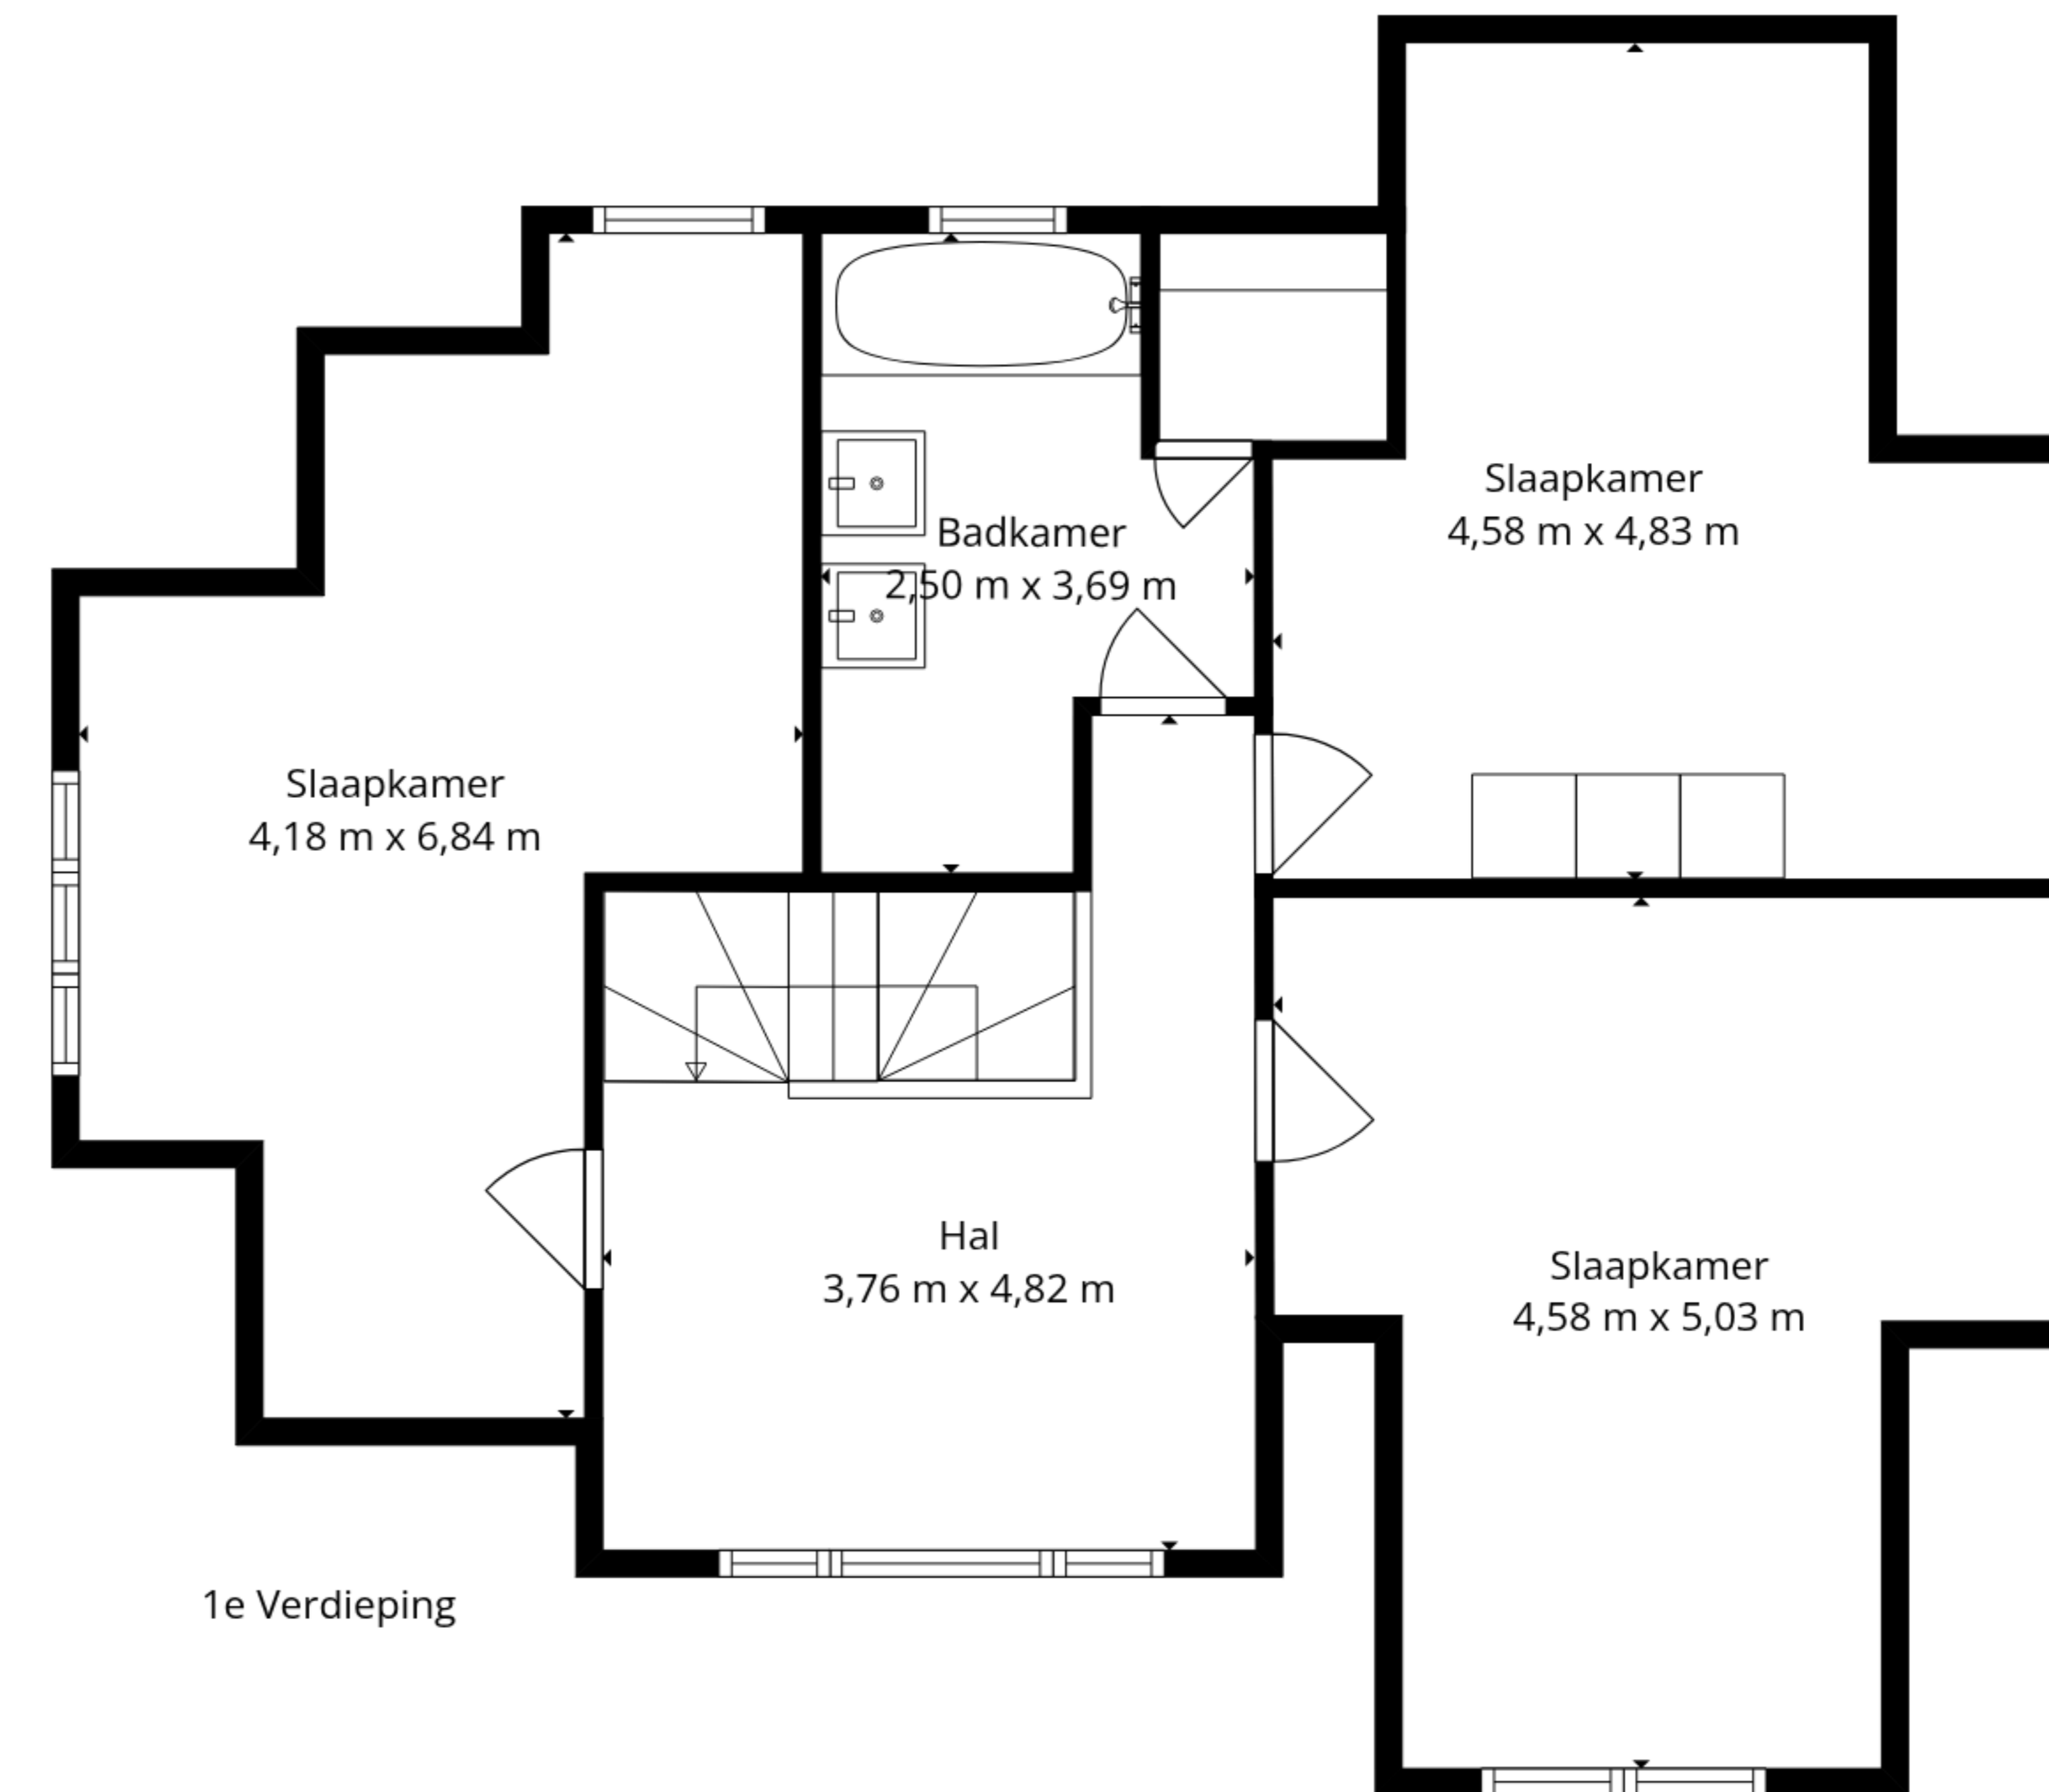 Slaapkamer
4,58 m x 4,83 m
Badkamer
2,50 m x 3,69 m
Slaapkamer
4,18 m x 6,84 m
Hal
3,76 m x 4,82 m
Slaapkamer
4,58 m x 5,03 m
1e Verdieping